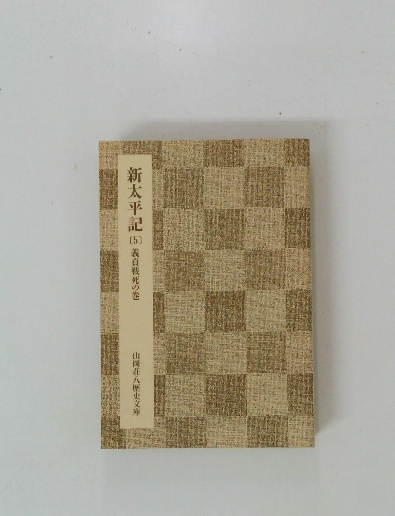 新太平記
〔5〕
義貞戦死の巻
山岡荘八歴史文庫